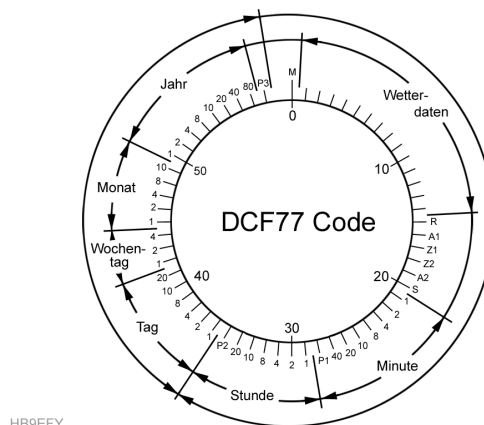 DCF77 Code
M
Wetter-
daten
R
A1
Z1
Z2
A2
S
1
2
4
8
10
20
40
P1
Minute
1
2
4
8
10
20
P2
Stunde
1
2
4
8
10
20
Tag
1
2
4
Wochen-
tag
1
2
4
8
10
Monat
1
2
4
8
10
20
40
80
Jahr
P3
0
10
20
30
40
50